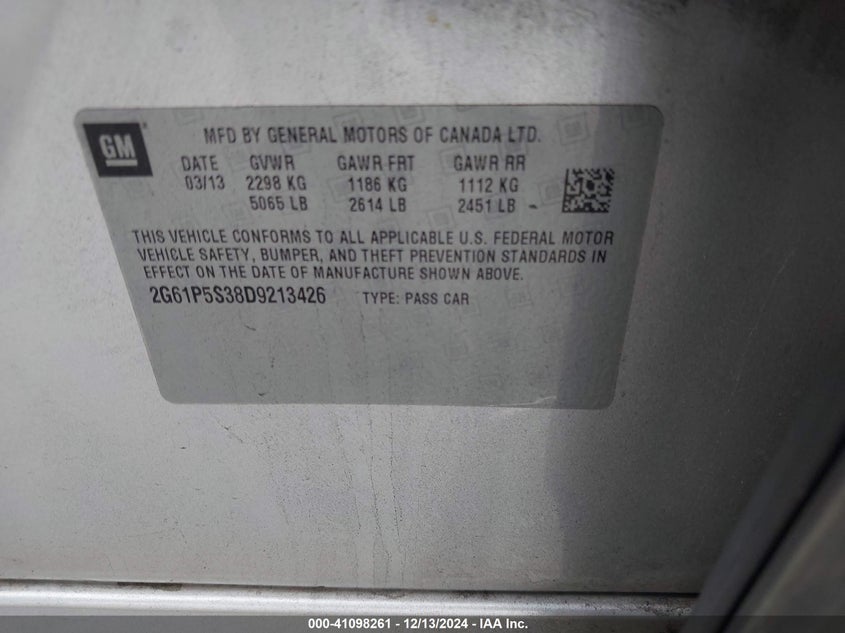 GM
MFD BY GENERAL MOTORS OF CANADA LTD.
DATE GVWR GAWR FRT GAWR RR
03/13 2298 KG 1186 KG 1112 KG
5065 LB 2614 LB 2451 LB
THIS VEHICLE CONFORMS TO ALL APPLICABLE U.S. FEDERAL MOTOR
VEHICLE SAFETY, BUMPER, AND THEFT PREVENTION STANDARDS IN
EFFECT ON THE DATE OF MANUFACTURE SHOWN ABOVE.
2G61P5S38D9213426 TYPE: PASS CAR
000-41098261 - 12/13/2024 - IAA Inc.